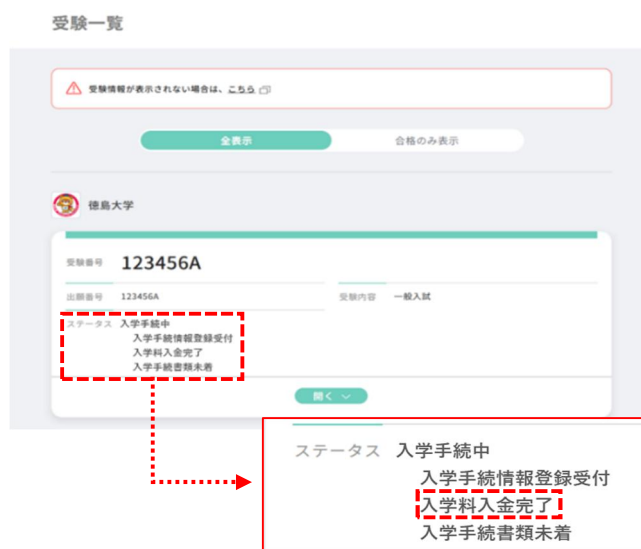 受験一覧
受験情報が表示されない場合は、こちら
全表示
合格のみ表示
徳島大学
受験番号 123456A
出願番号 123456A
受験内容 一般入試
ステータス 入学手続中
入学手続情報登録受付
入学料入金完了
入学手続書類未着
開く
ステータス 入学手続中
入学手続情報登録受付
入学料入金完了
入学手続書類未着